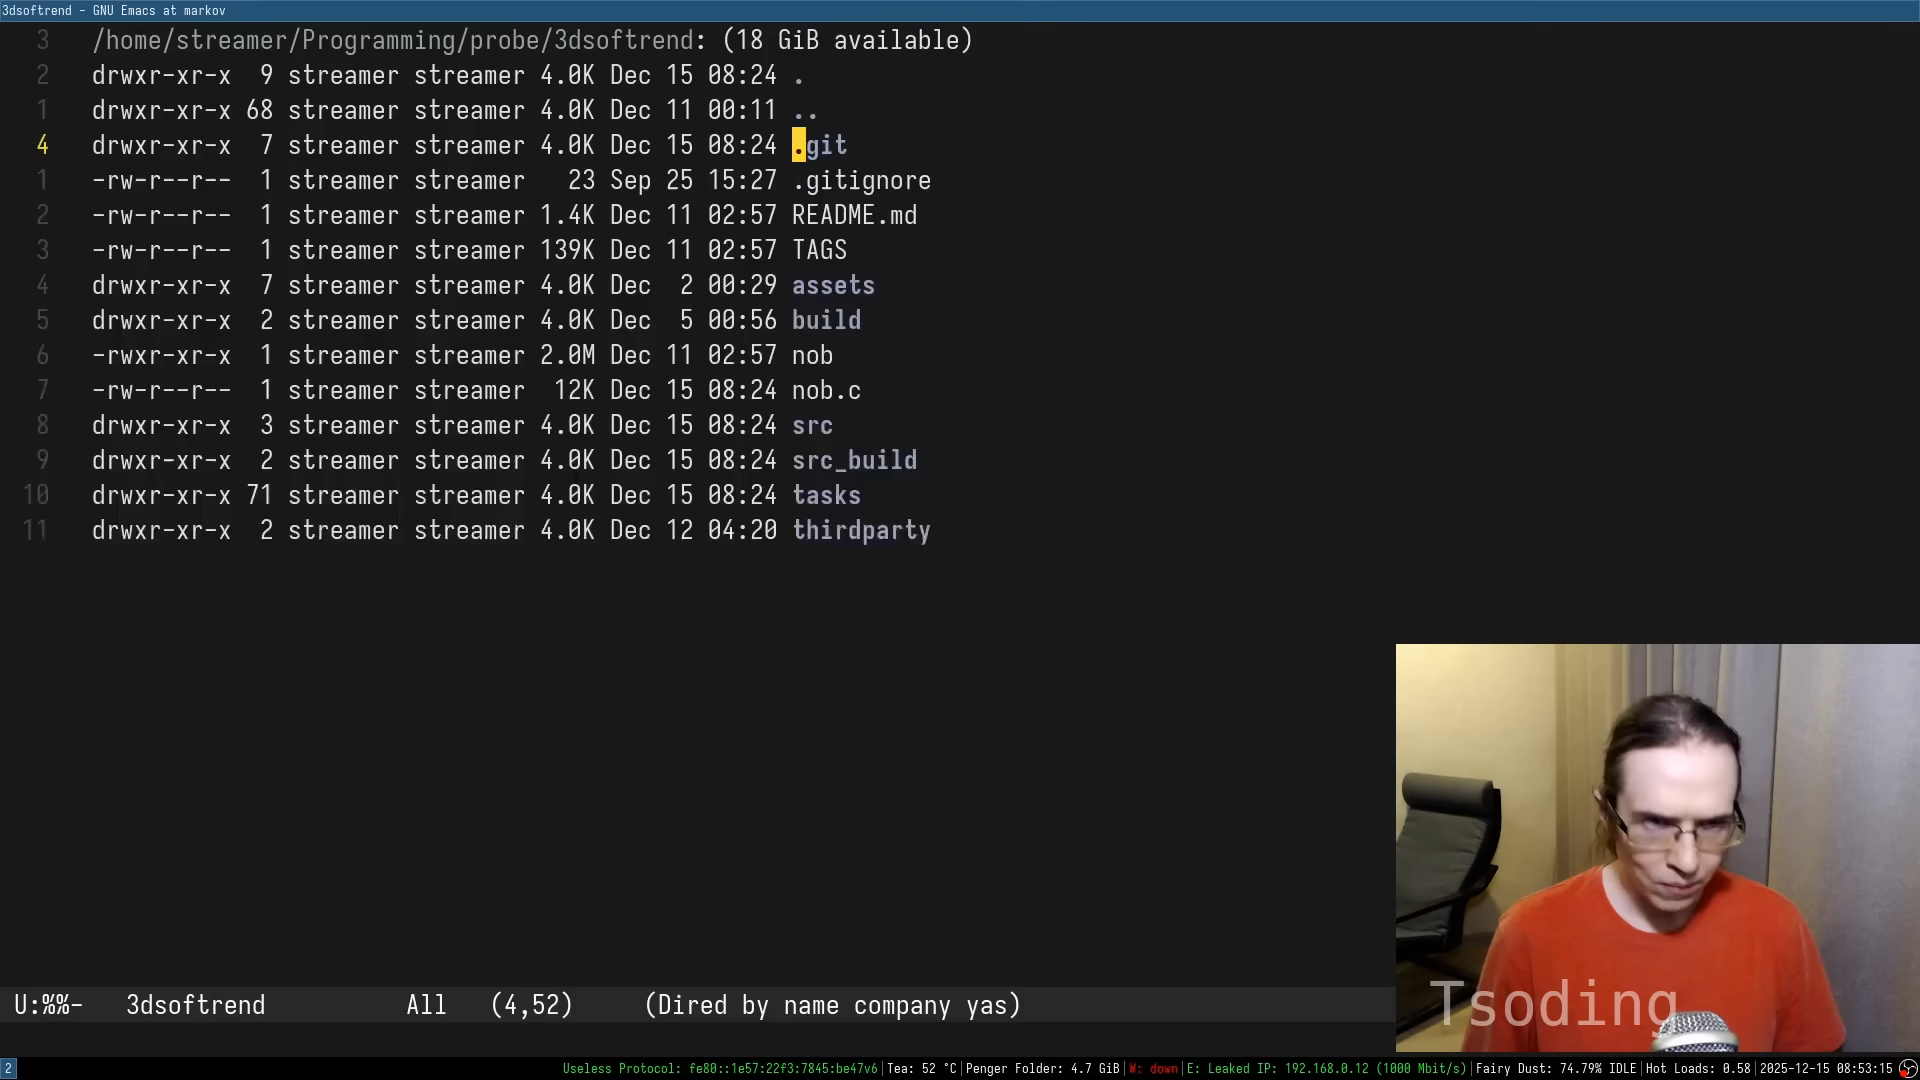 3dsoftrend - GNU Emacs at markov
3 /home/streamer/Programming/probe/3dsoftrend: (18 GiB available)
2 drwxr-xr-x 9 streamer streamer 4.0K Dec 15 08:24 .
1 drwxr-xr-x 68 streamer streamer 4.0K Dec 11 00:11 ..
4 drwxr-xr-x 7 streamer streamer 4.0K Dec 15 08:24 .git
1 -rw-r--r-- 1 streamer streamer 23 Sep 25 15:27 .gitignore
2 -rw-r--r-- 1 streamer streamer 1.4K Dec 11 02:57 README.md
3 -rw-r--r-- 1 streamer streamer 139K Dec 11 02:57 TAGS
4 drwxr-xr-x 7 streamer streamer 4.0K Dec 2 00:29 assets
5 drwxr-xr-x 2 streamer streamer 4.0K Dec 5 00:56 build
6 -rwxr-xr-x 1 streamer streamer 2.0M Dec 11 02:57 nob
7 -rw-r--r-- 1 streamer streamer 12K Dec 15 08:24 nob.c
8 drwxr-xr-x 3 streamer streamer 4.0K Dec 15 08:24 src
9 drwxr-xr-x 2 streamer streamer 4.0K Dec 15 08:24 src_build
10 drwxr-xr-x 71 streamer streamer 4.0K Dec 15 08:24 tasks
11 drwxr-xr-x 2 streamer streamer 4.0K Dec 12 04:20 thirdparty
U:%%- 3dsoftrend All (4,52) (Dired by name company yas)
Tsoding
2 Useless Protocol: fe80::1e57:22f3:7845:be47v6|Tea: 52 °C|Penger Folder: 4.7 GiB|W: down|E: Leaked IP: 192.168.0.12 (1000 Mbit/s)|Fairy Dust: 74.79% IDLE|Hot Loads: 0.58|2025-12-15 08:53:15